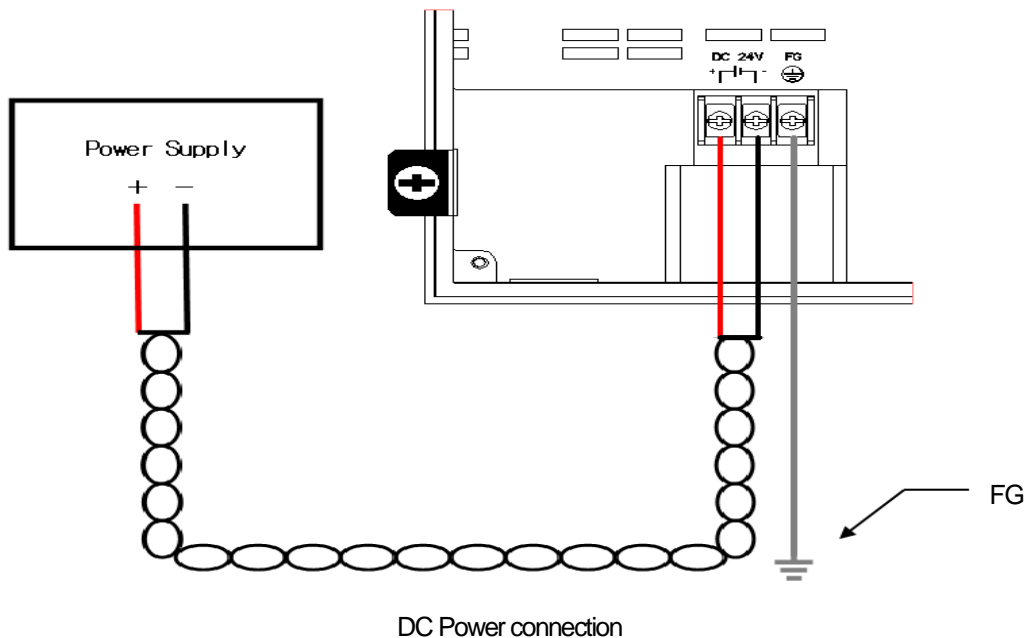 DC 24V FG
+ -
Power Supply
+ −
FG
DC Power connection